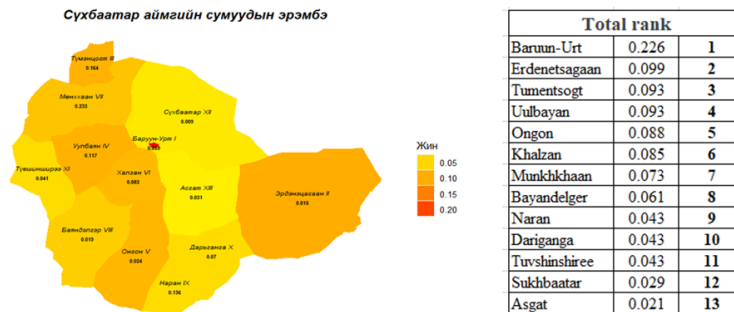 Сүхбаатар аймгийн сумуудын эрэмбэ
Түмэнцогт III
0.164
Мөнххаан VII
0.233
Сүхбаатар XII
0.009
Баруун-Урт I
Уулбаян IV
0.117
Түвшинширээ XI
0.041
Халзан VI
Асгат XIII
0.031
Эрдэнэцагаан II
0.015
Баяндэлгэр VIII
0.019
Онгон V
0.024
Дарьганга X
0.07
Наран IX
0.136
Жин
0.05
0.10
0.15
0.20
Total rank
Baruun-Urt 0.226 1
Erdenetsagaan 0.099 2
Tumentsogt 0.093 3
Uulbayan 0.093 4
Ongon 0.088 5
Khalzan 0.085 6
Munkhkhaan 0.073 7
Bayandelger 0.061 8
Naran 0.043 9
Dariganga 0.043 10
Tuvshinshiree 0.043 11
Sukhbaatar 0.029 12
Asgat 0.021 13